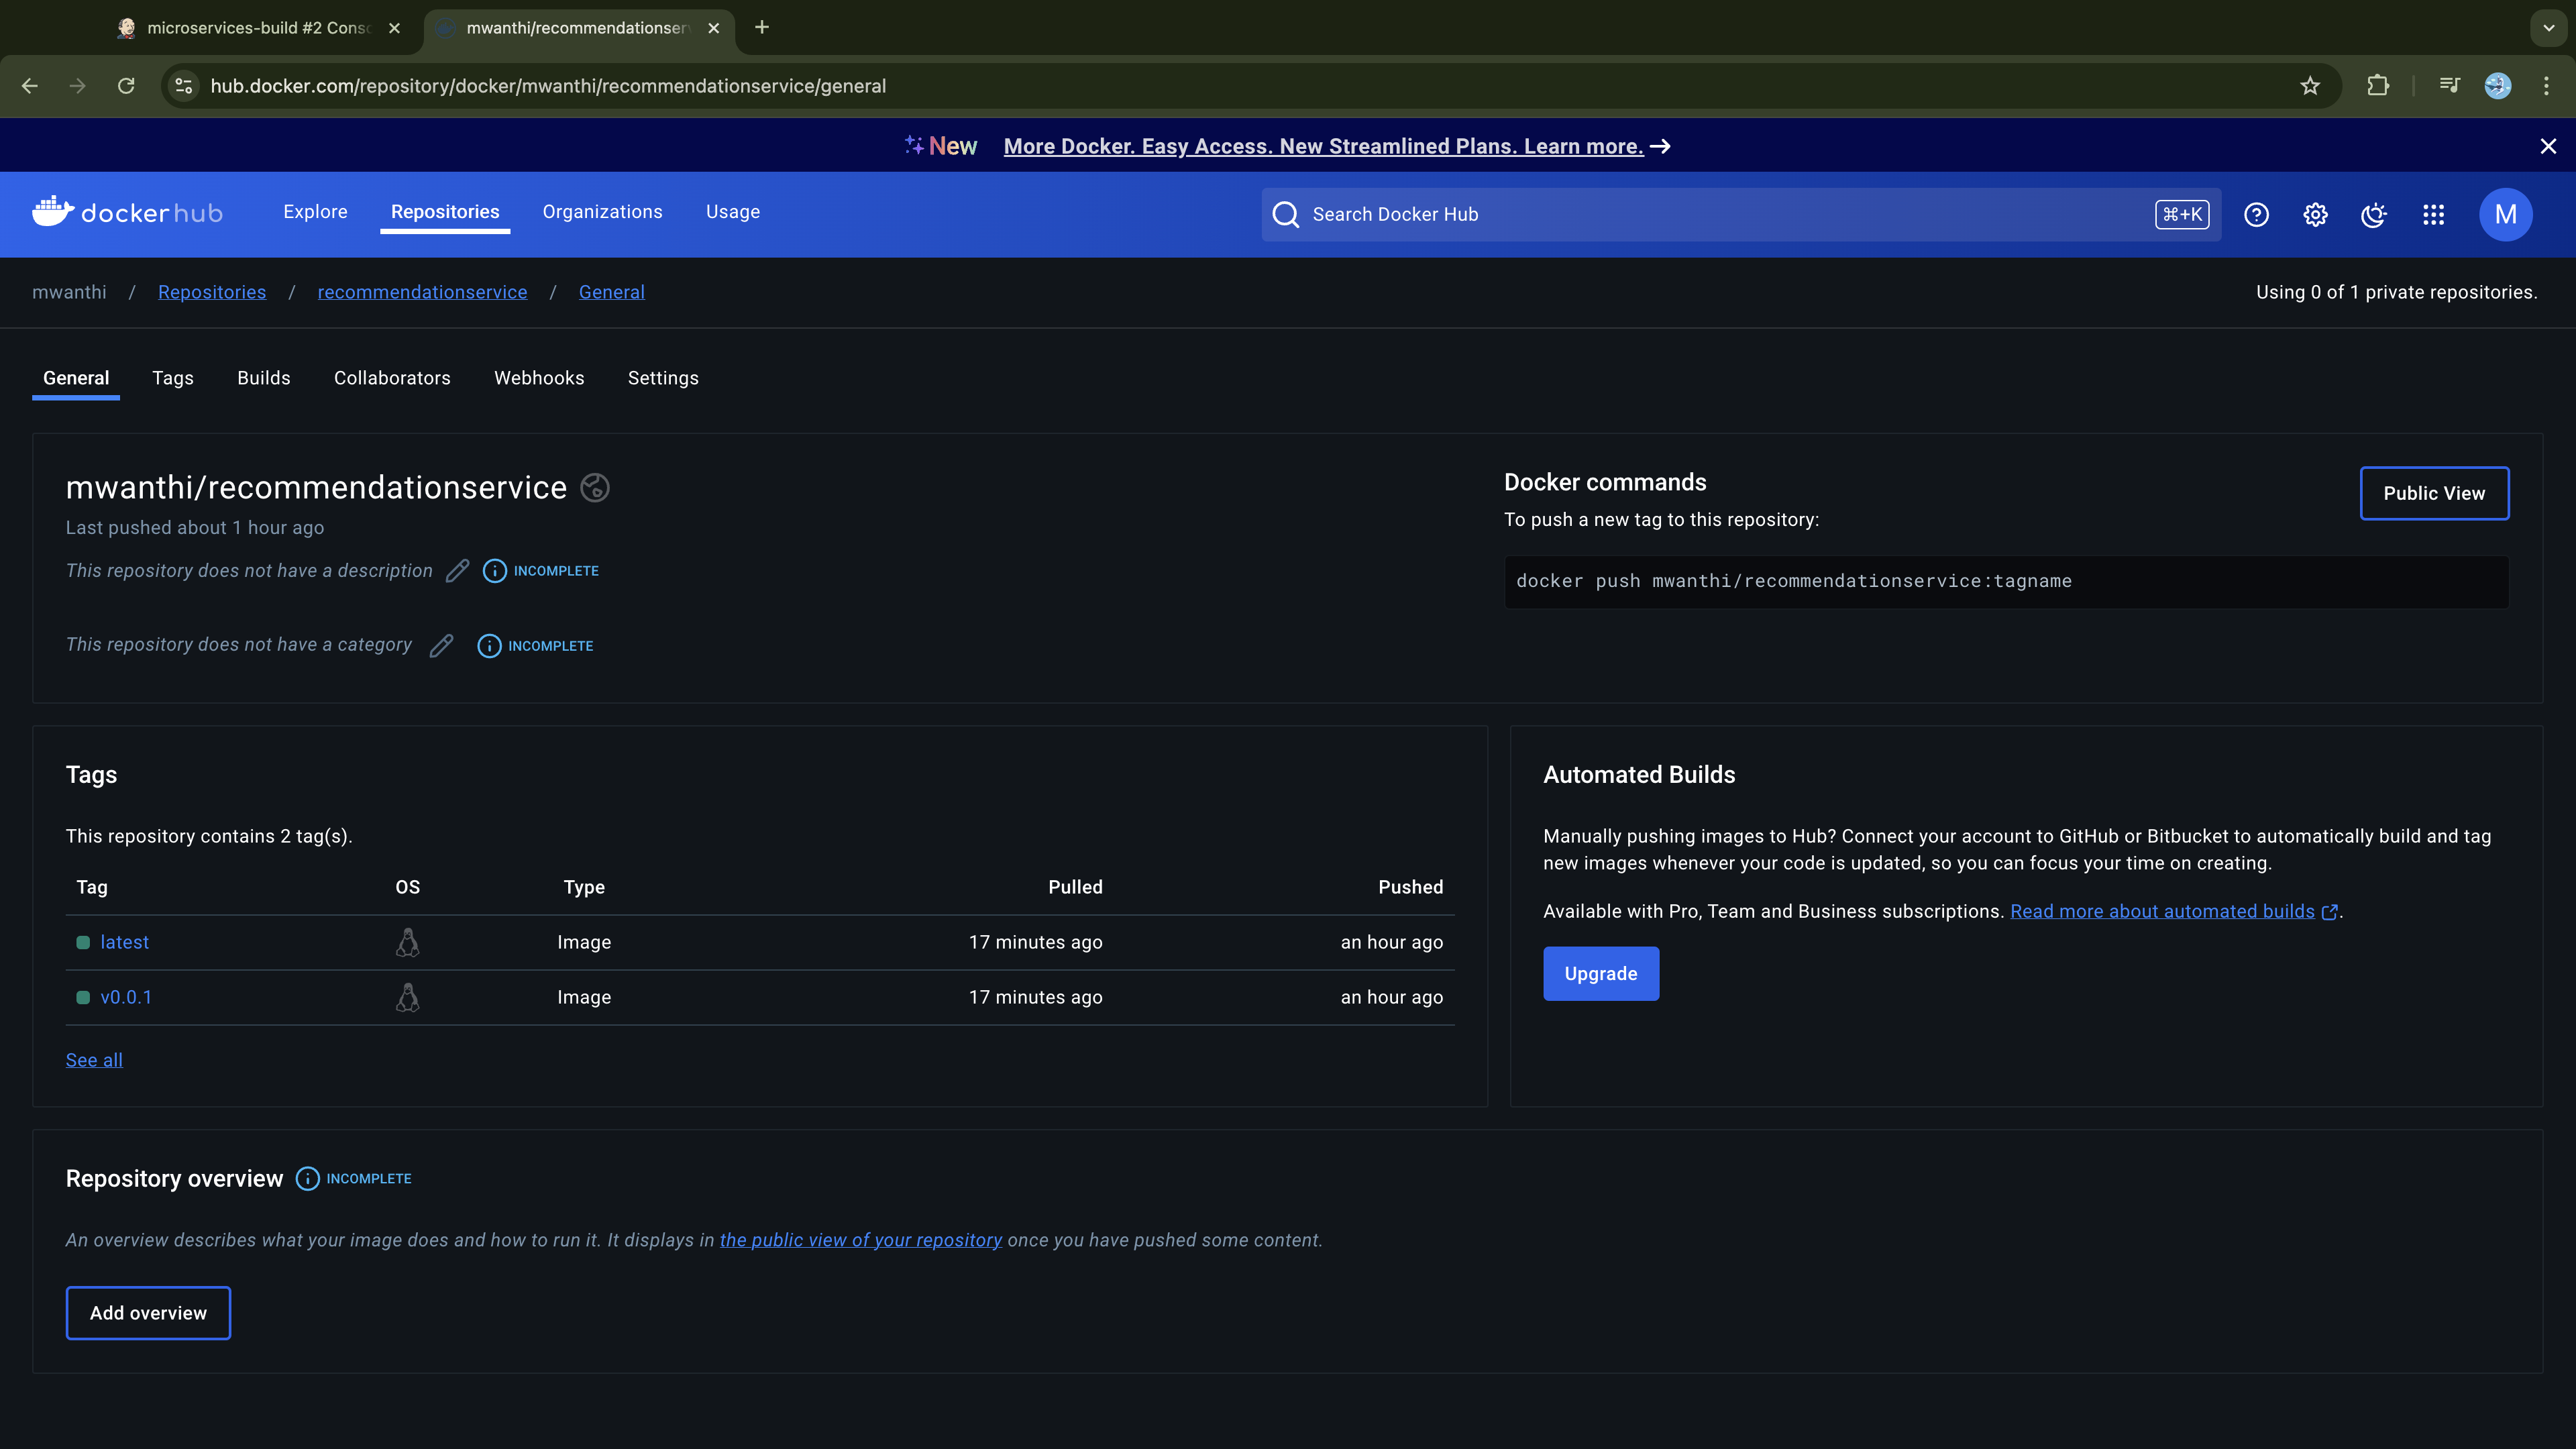 microservices-build #2 Conso
mwanthi/recommendationser
hub.docker.com/repository/docker/mwanthi/recommendationservice/general
New More Docker. Easy Access. New Streamlined Plans. Learn more. →
docker hub Explore Repositories Organizations Usage Search Docker Hub ⌘+K M
mwanthi / Repositories / recommendationservice / General Using 0 of 1 private repositories.
General Tags Builds Collaborators Webhooks Settings
mwanthi/recommendationservice
Last pushed about 1 hour ago
This repository does not have a description INCOMPLETE
This repository does not have a category INCOMPLETE
Docker commands
Public View
To push a new tag to this repository:
docker push mwanthi/recommendationservice:tagname
Tags
This repository contains 2 tag(s).
Tag OS Type Pulled Pushed
latest Image 17 minutes ago an hour ago
v0.0.1 Image 17 minutes ago an hour ago
See all
Automated Builds
Manually pushing images to Hub? Connect your account to GitHub or Bitbucket to automatically build and tag
new images whenever your code is updated, so you can focus your time on creating.
Available with Pro, Team and Business subscriptions. Read more about automated builds.
Upgrade
Repository overview INCOMPLETE
An overview describes what your image does and how to run it. It displays in the public view of your repository once you have pushed some content.
Add overview